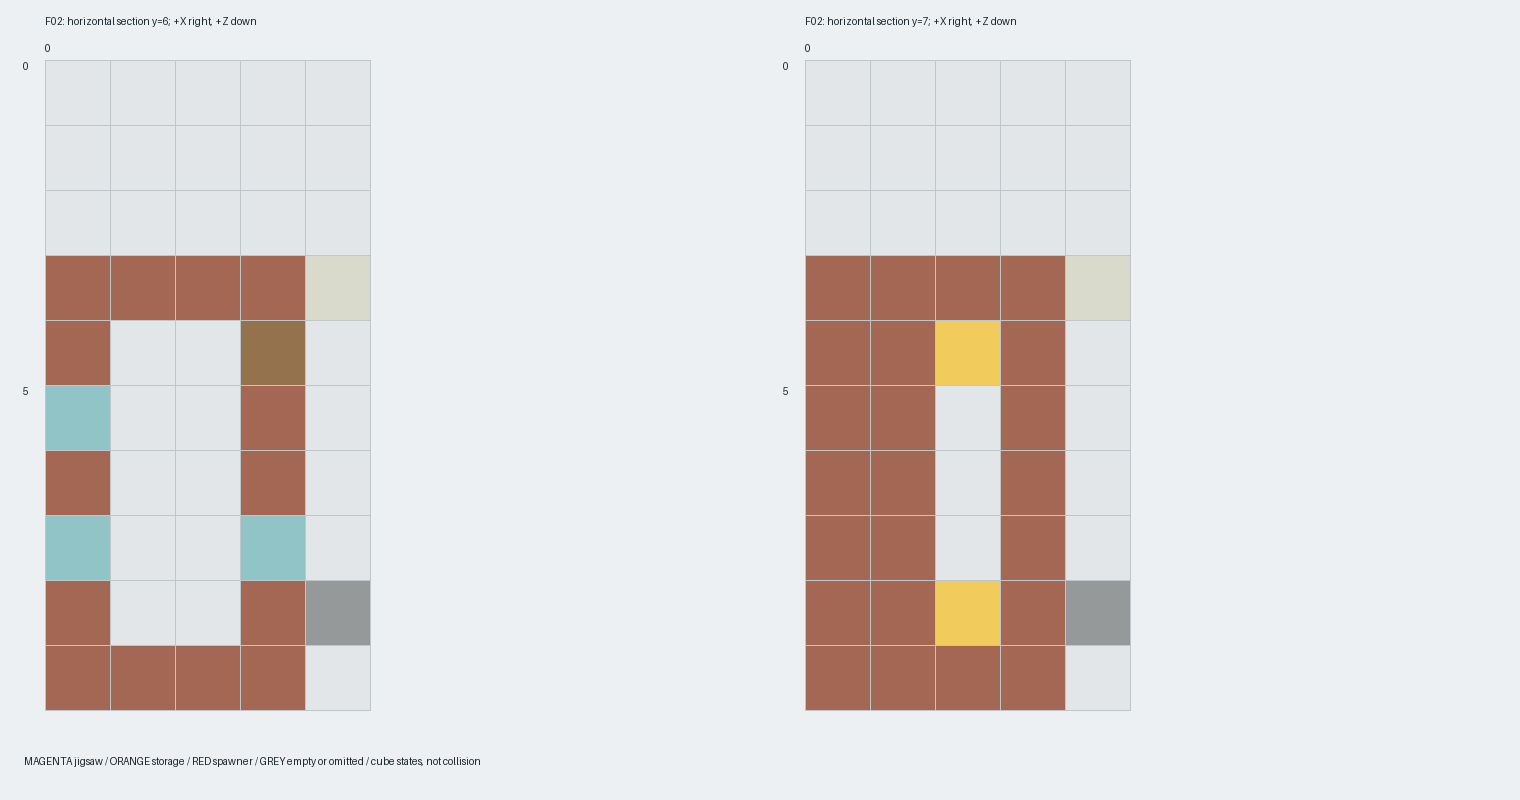 F02: horizontal section y=6; +X right, +Z down
F02: horizontal section y=7; +X right, +Z down
0
0
0
0
5
5
MAGENTA jigsaw / ORANGE storage / RED spawner / GREY empty or omitted / cube states, not collision